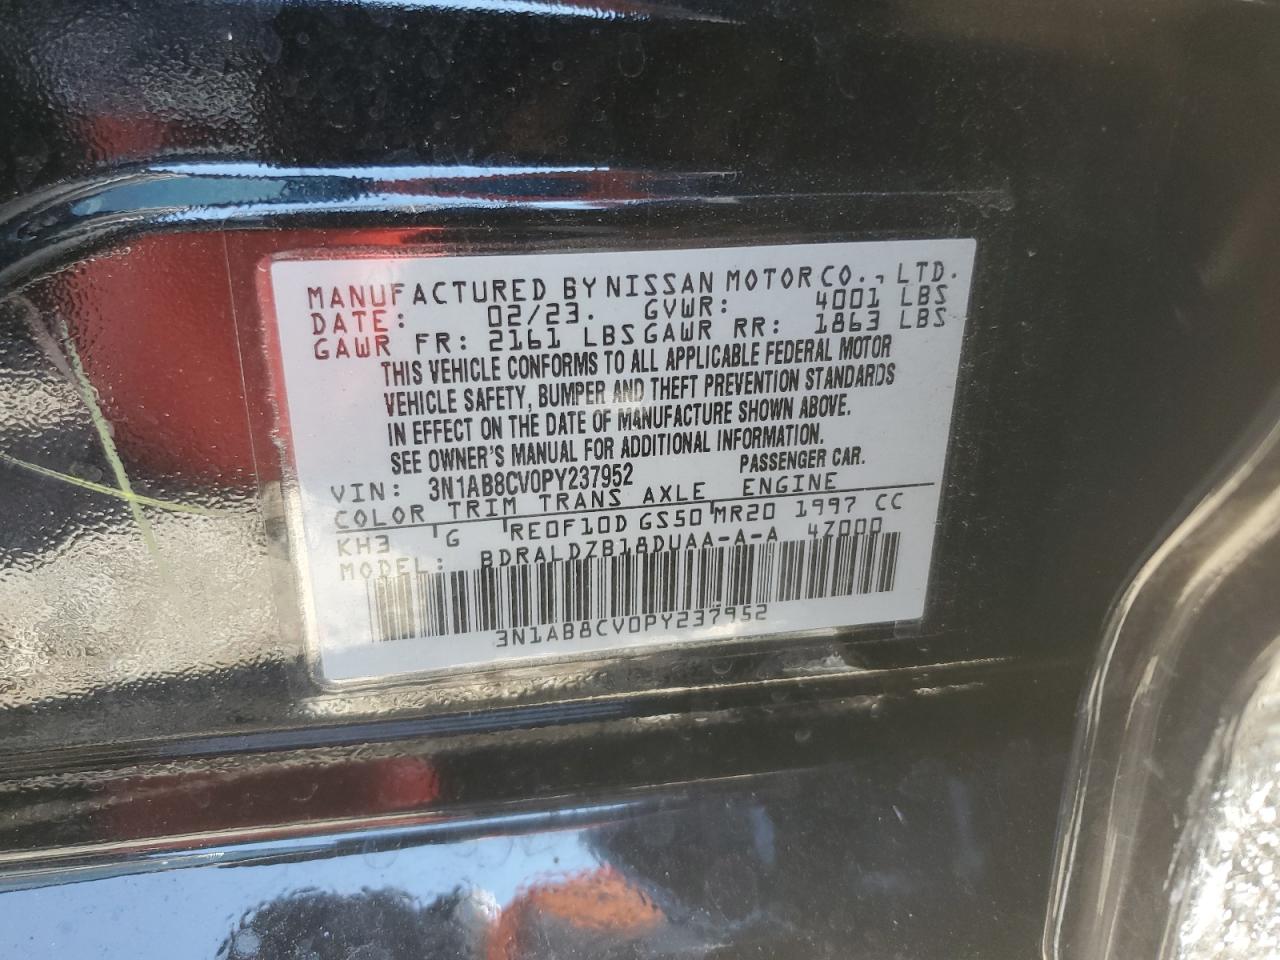 MANUFACTURED BY NISSAN MOTOR CO., LTD.
DATE: 02/23. GVWR: 4001 LBS
GAWR FR: 2161 LBS GAWR RR: 1863 LBS
THIS VEHICLE CONFORMS TO ALL APPLICABLE FEDERAL MOTOR
VEHICLE SAFETY, BUMPER AND THEFT PREVENTION STANDARDS
IN EFFECT ON THE DATE OF MANUFACTURE SHOWN ABOVE.
SEE OWNER'S MANUAL FOR ADDITIONAL INFORMATION.
VIN: 3N1AB8CV0PY237952 PASSENGER CAR.
COLOR TRIM TRANS AXLE ENGINE
KH3 G RE0F10D GS50 MR20 1997 CC
MODEL: BDRALDZB18DUAA-A-A 4Z000
3N1AB8CV0PY237952